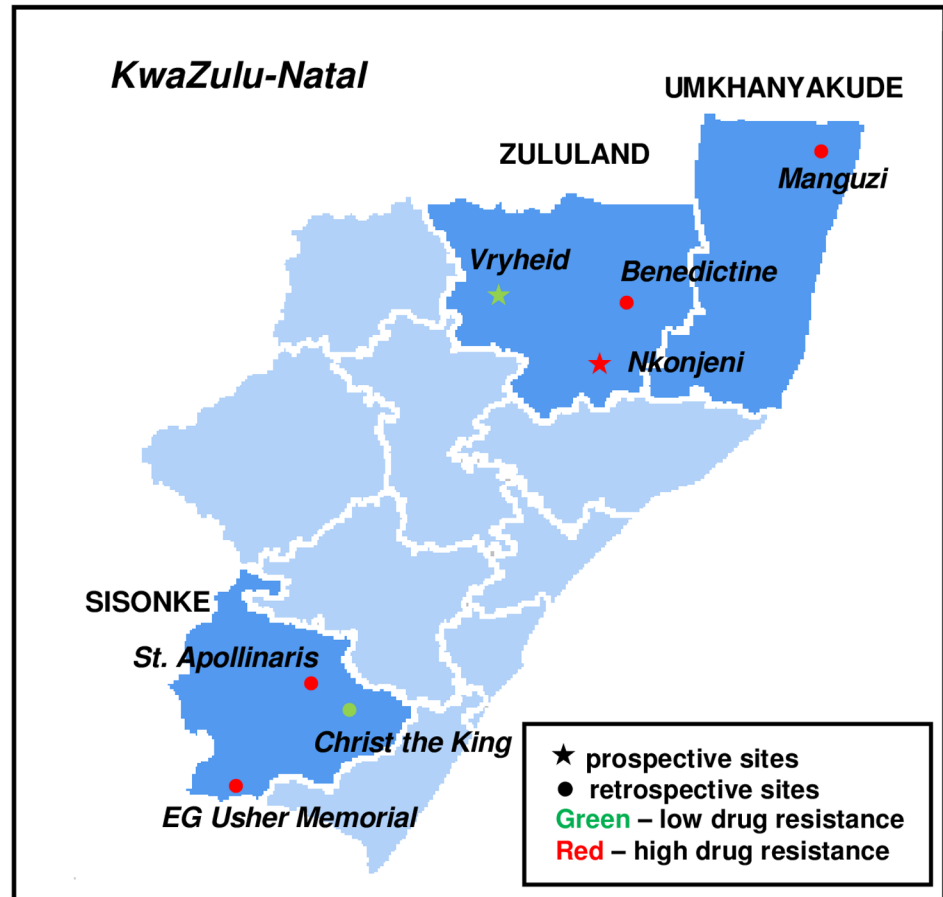 KwaZulu-Natal
UMKHANYAKUDE
ZULULAND
Manguzi
Vryheid
Benedictine
Nkonjeni
SISONKE
St. Apollinaris
Christ the King
EG Usher Memorial
★ prospective sites
● retrospective sites
Green – low drug resistance
Red – high drug resistance